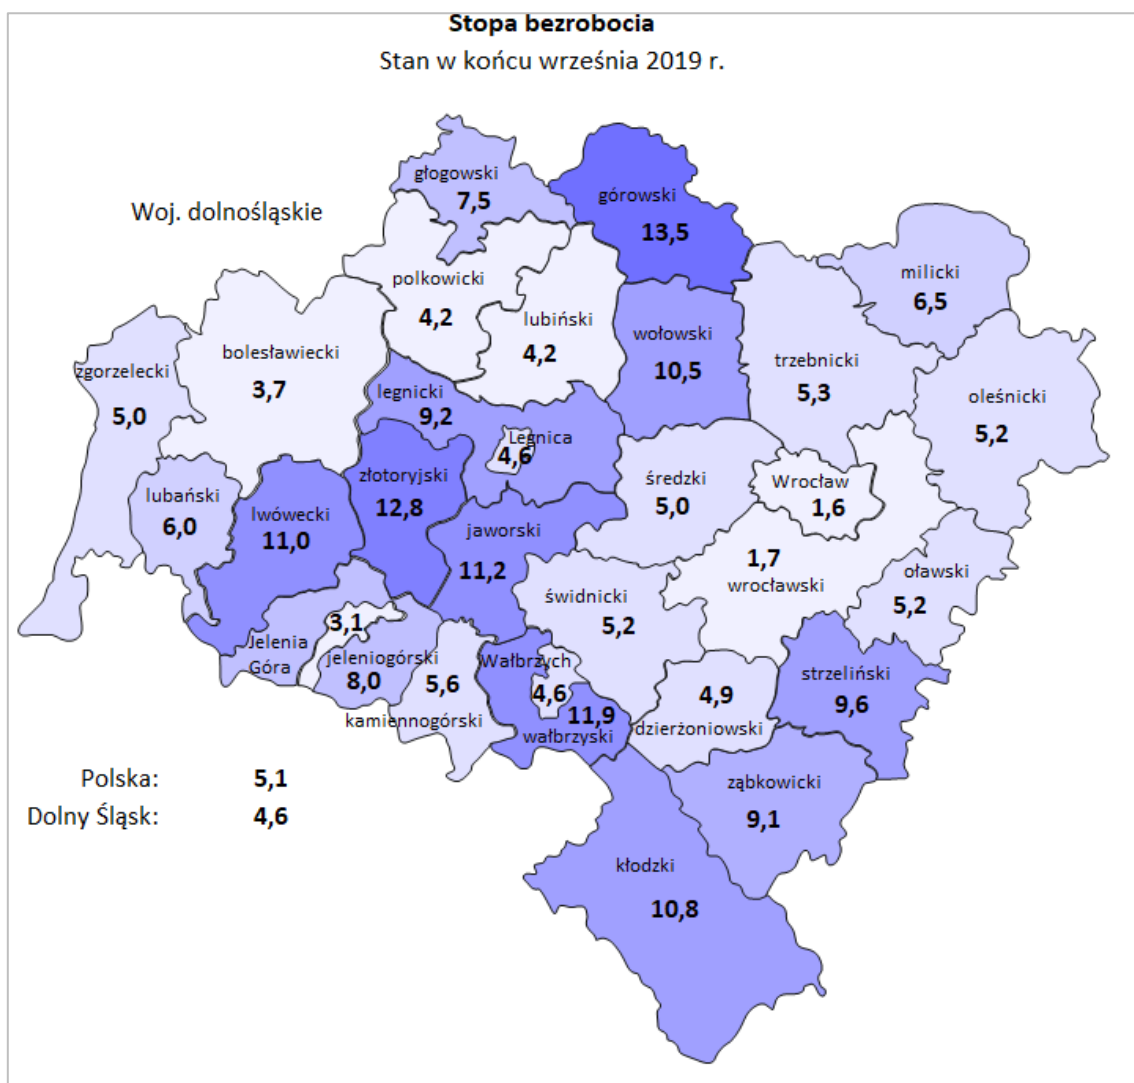 Stopa bezrobocia
Stan w końcu września 2019 r.
Woj. dolnośląskie
głogowski
7,5
górowski
13,5
milicki
6,5
polkowicki
4,2
lubiński
4,2
wołowski
10,5
trzebnicki
5,3
oleśnicki
5,2
bolesławiecki
3,7
zgorzelecki
5,0
legnicki
9,2
Legnica
4,6
złotoryjski
12,8
średzki
5,0
Wrocław
1,6
lubański
6,0
lwówecki
11,0
jaworski
11,2
1,7
wrocławski
oławski
5,2
świdnicki
5,2
3,1
Jelenia
Góra
jeleniogórski
8,0
5,6
kamiennogórski
Wałbrzych
4,6
11,9
wałbrzyski
4,9
dzierżoniowski
strzeliński
9,6
ząbkowicki
9,1
kłodzki
10,8
Polska: 5,1
Dolny Śląsk: 4,6